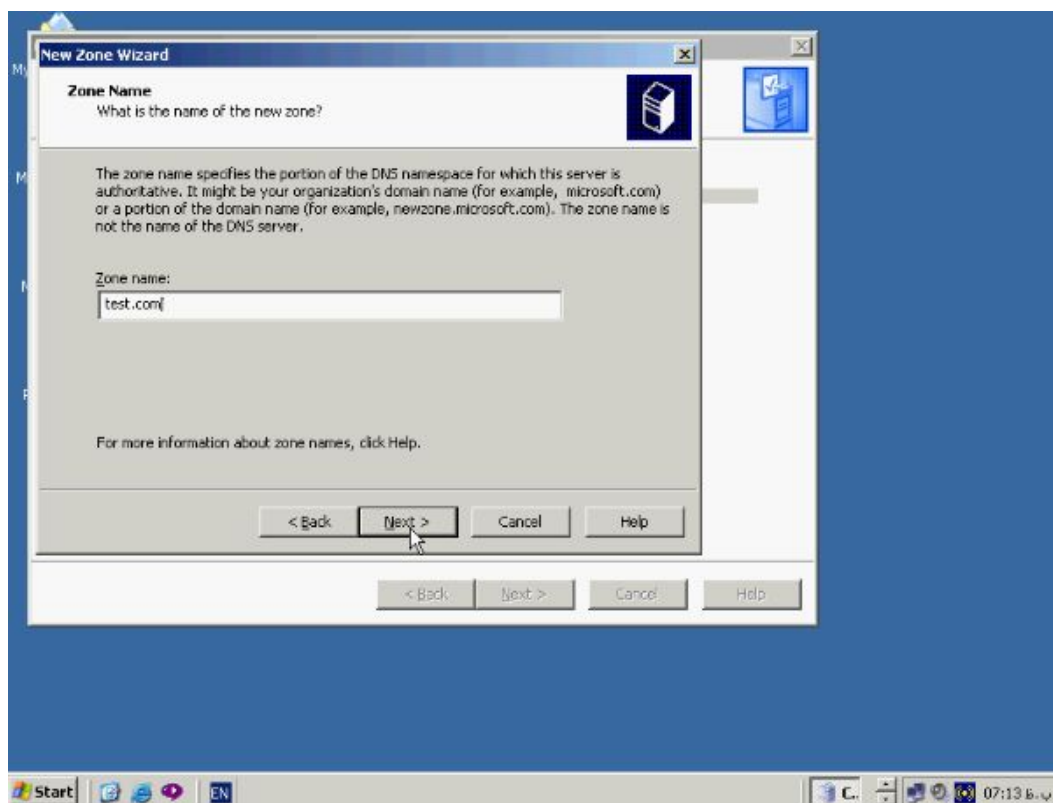 New Zone Wizard
Zone Name
What is the name of the new zone?
The zone name specifies the portion of the DNS namespace for which this server is
authoritative. It might be your organization's domain name (for example, microsoft.com)
or a portion of the domain name (for example, newzone.microsoft.com). The zone name is
not the name of the DNS server.
Zone name:
test.com
For more information about zone names, click Help.
< Back Next > Cancel Help
< Back Next > Cancel Help
Start EN C.. 07:13 ب.ظ